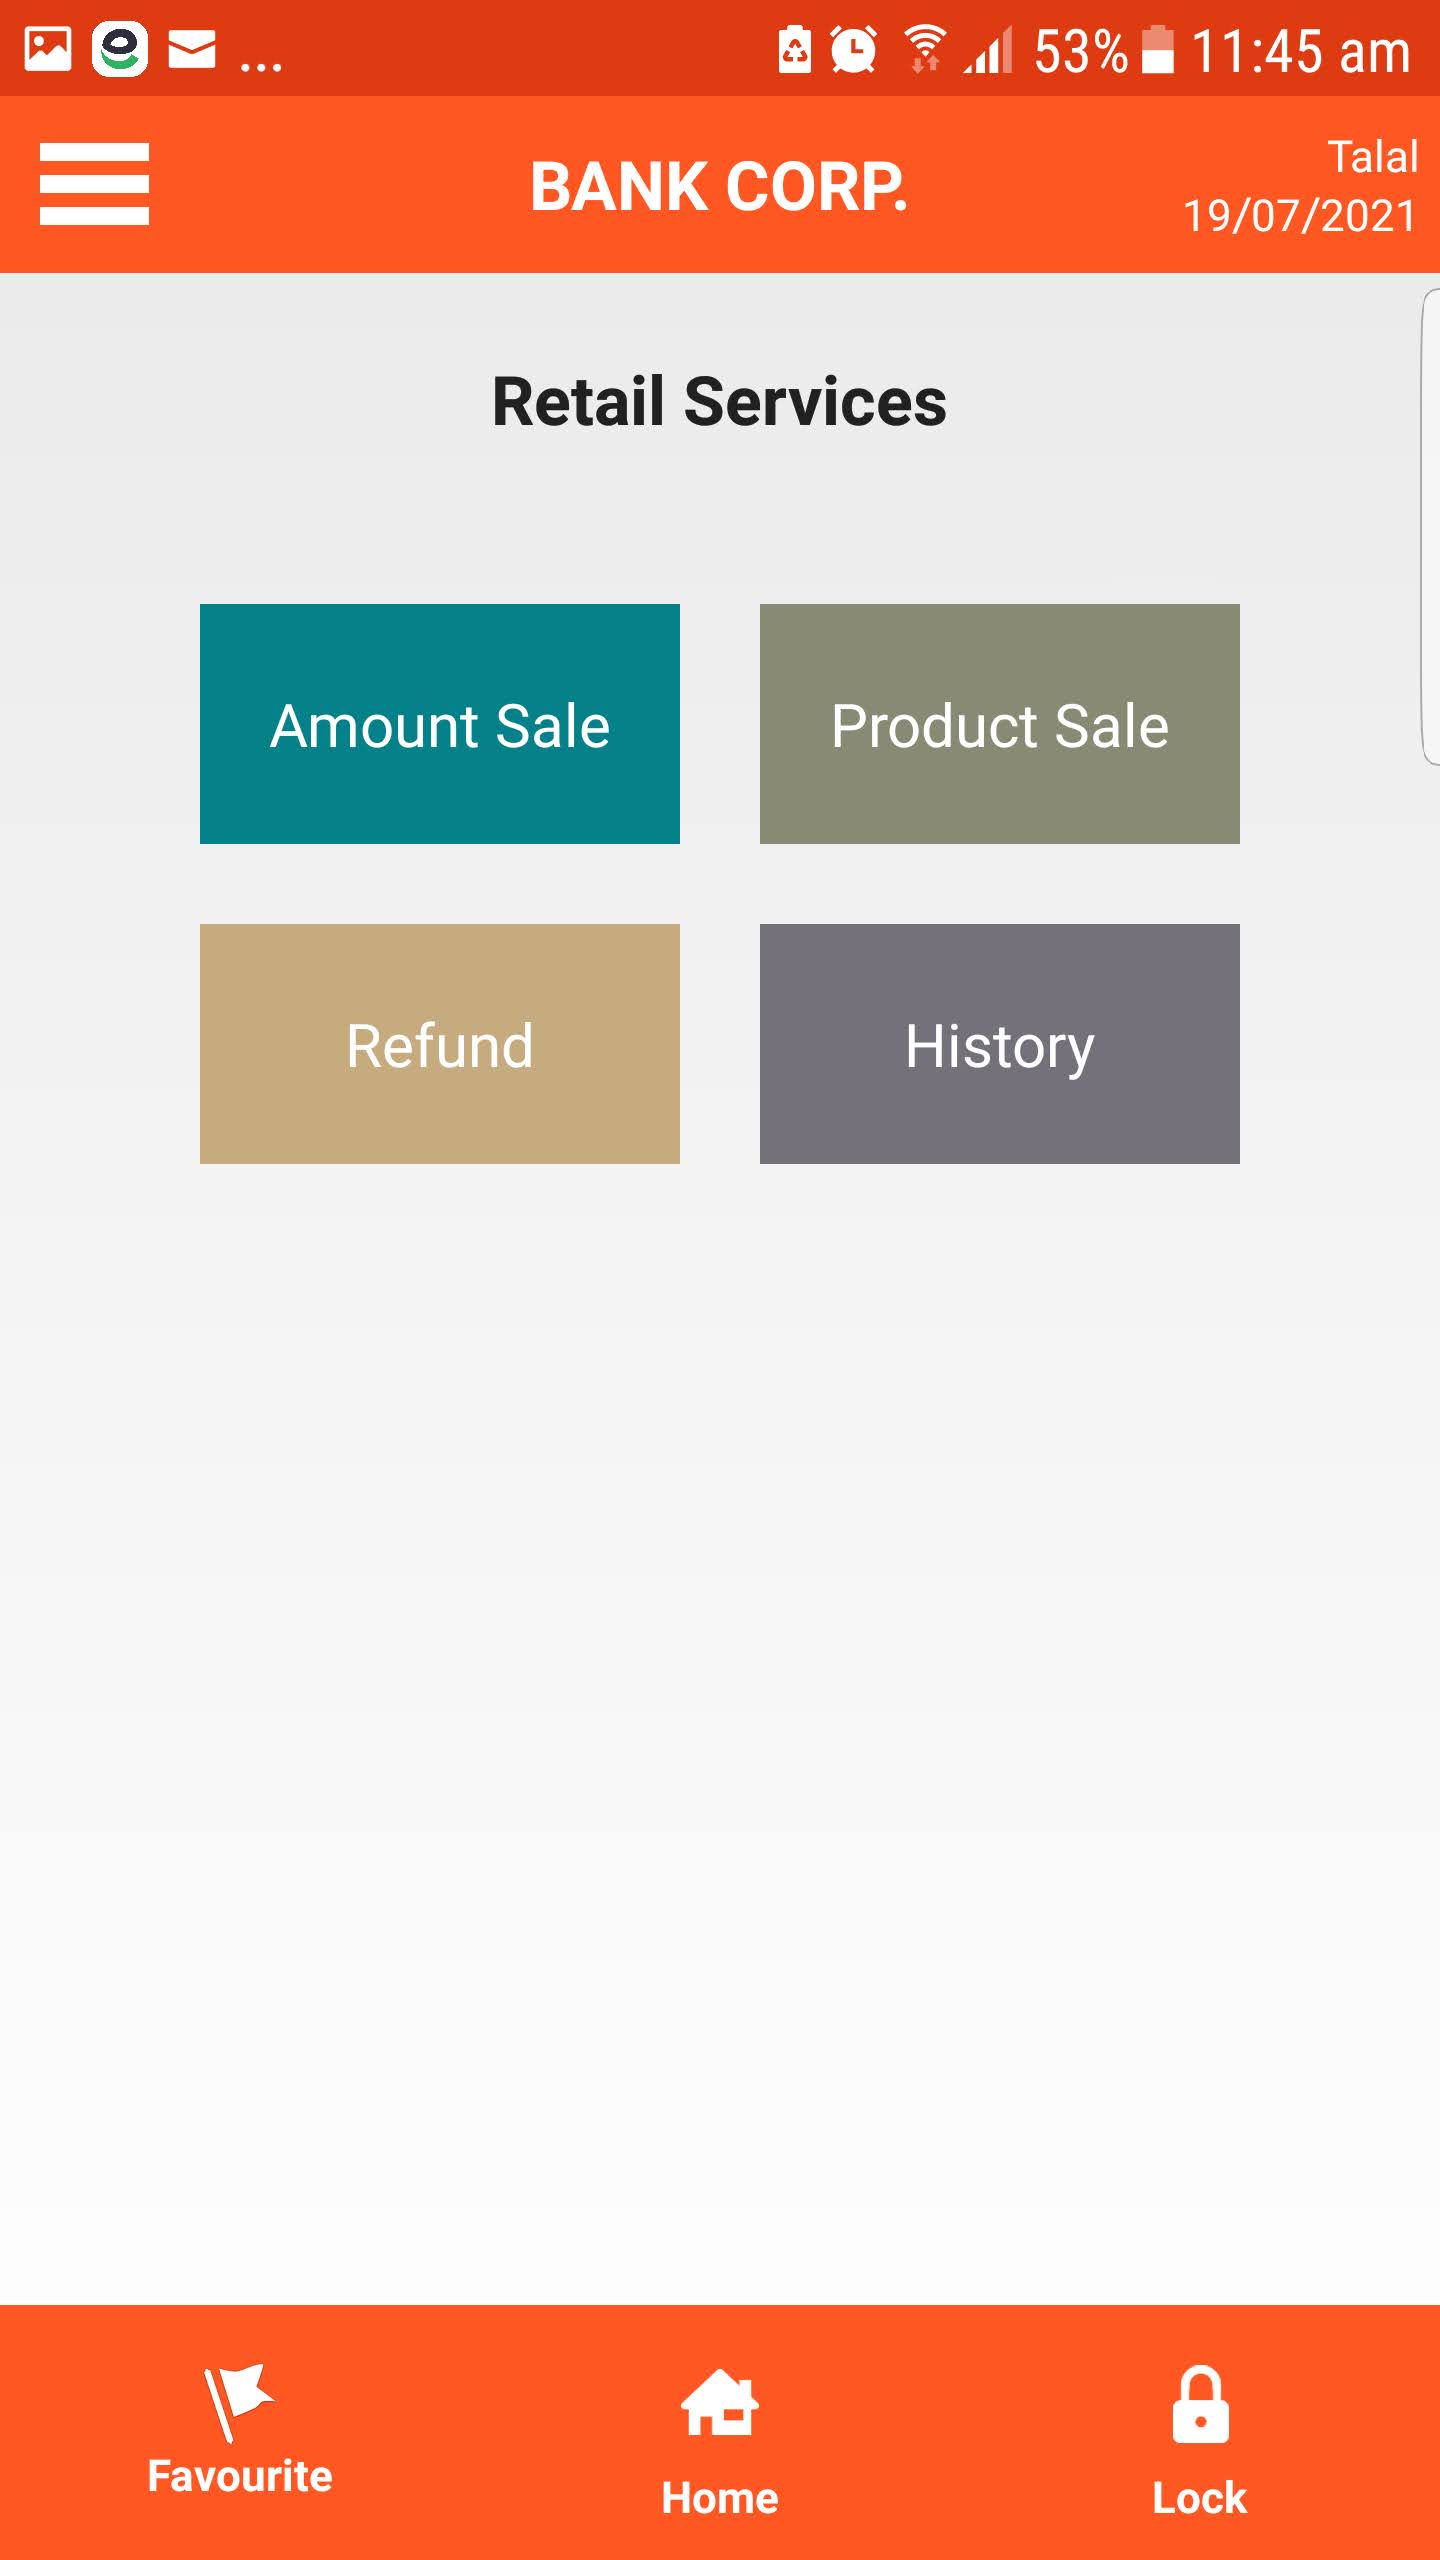 ... 53% 11:45 am
BANK CORP.
Talal
19/07/2021
Retail Services
Amount Sale
Product Sale
Refund
History
Favourite
Home
Lock